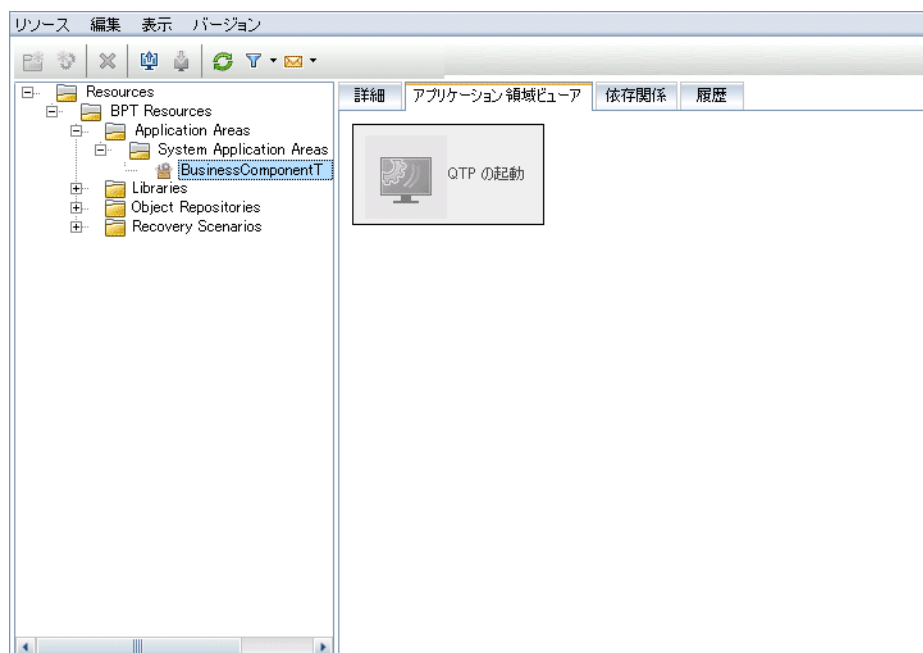 リソース 編集 表示 バージョン
詳細 アプリケーション領域ビューア 依存関係 履歴
Resources
BPT Resources
Application Areas
System Application Areas
BusinessComponentT
Libraries
Object Repositories
Recovery Scenarios
QTP の起動